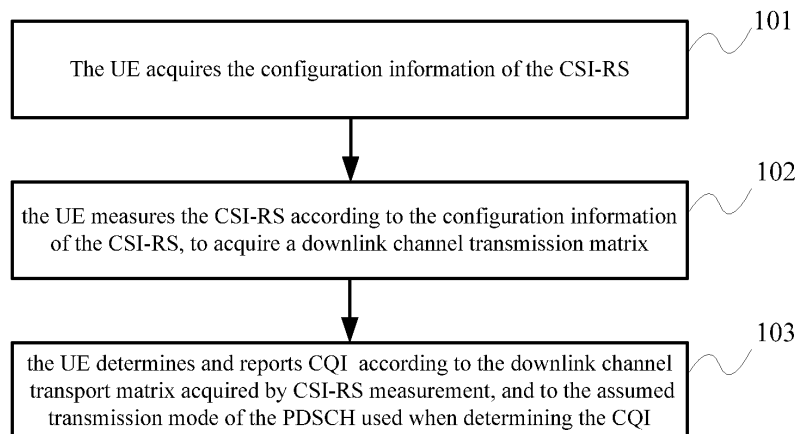 101
The UE acquires the configuration information of the CSI-RS
102
the UE measures the CSI-RS according to the configuration information
of the CSI-RS, to acquire a downlink channel transmission matrix
103
the UE determines and reports CQI according to the downlink channel
transport matrix acquired by CSI-RS measurement, and to the assumed
transmission mode of the PDSCH used when determining the CQI